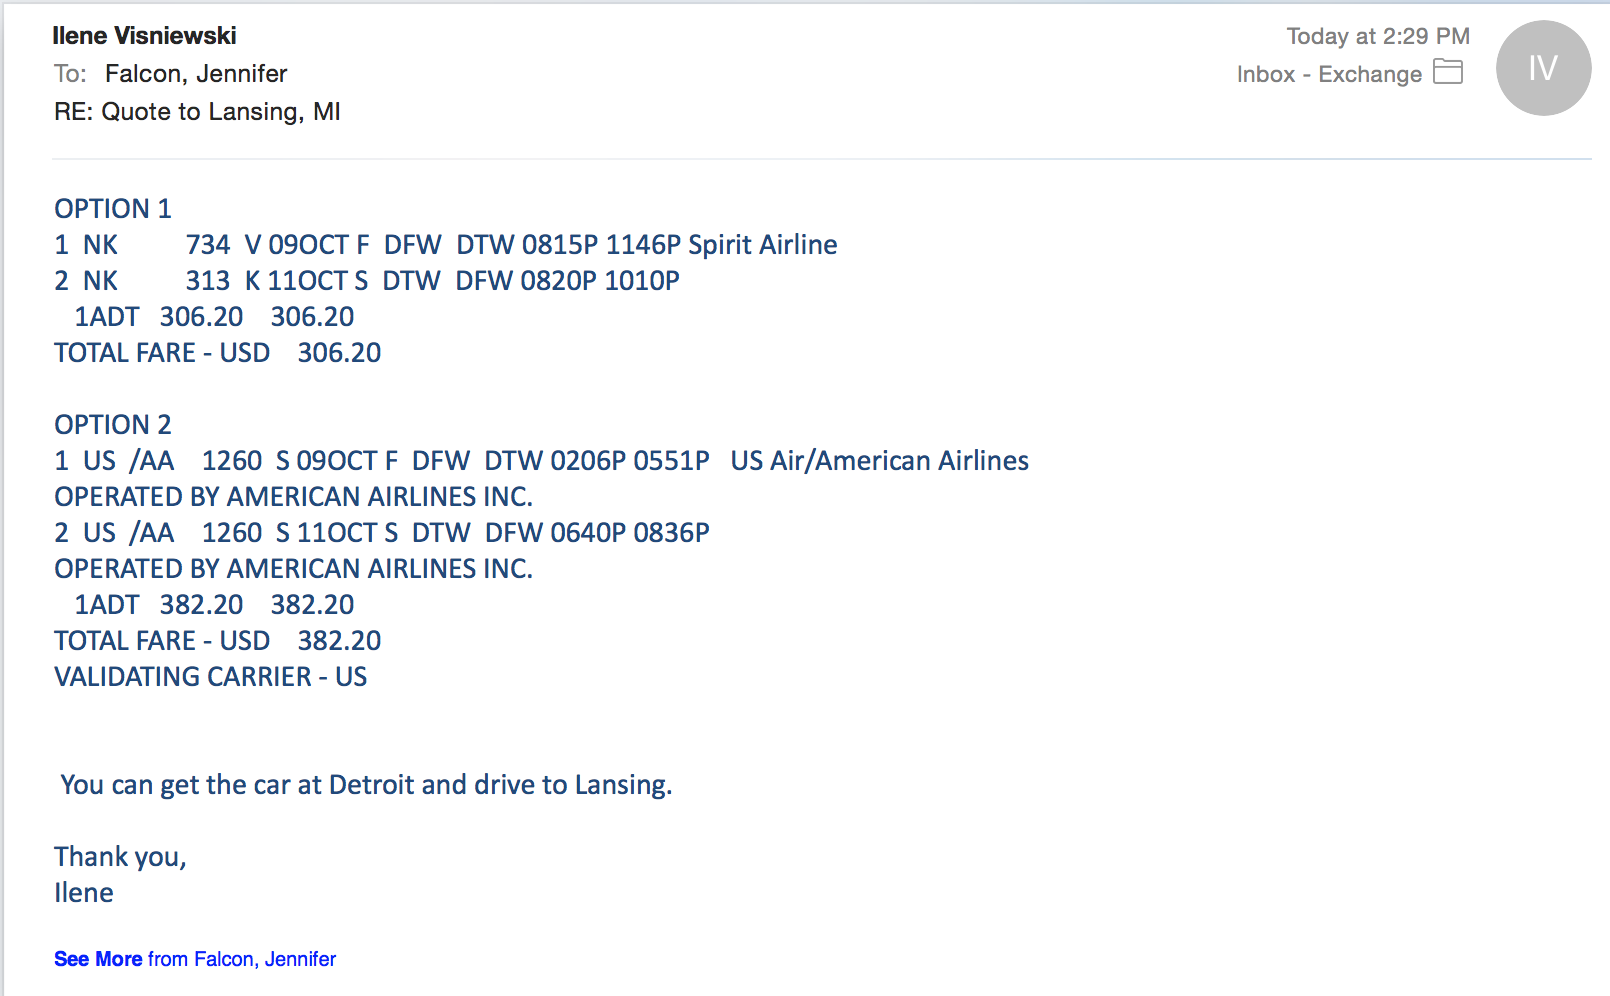 Ilene Visniewski
Today at 2:29 PM
To: Falcon, Jennifer
Inbox - Exchange
IV
RE: Quote to Lansing, MI
OPTION 1
1 NK 734 V 09OCT F DFW DTW 0815P 1146P Spirit Airline
2 NK 313 K 11OCT S DTW DFW 0820P 1010P
1ADT 306.20 306.20
TOTAL FARE - USD 306.20
OPTION 2
1 US /AA 1260 S 09OCT F DFW DTW 0206P 0551P US Air/American Airlines
OPERATED BY AMERICAN AIRLINES INC.
2 US /AA 1260 S 11OCT S DTW DFW 0640P 0836P
OPERATED BY AMERICAN AIRLINES INC.
1ADT 382.20 382.20
TOTAL FARE - USD 382.20
VALIDATING CARRIER - US
You can get the car at Detroit and drive to Lansing.
Thank you,
Ilene
See More from Falcon, Jennifer